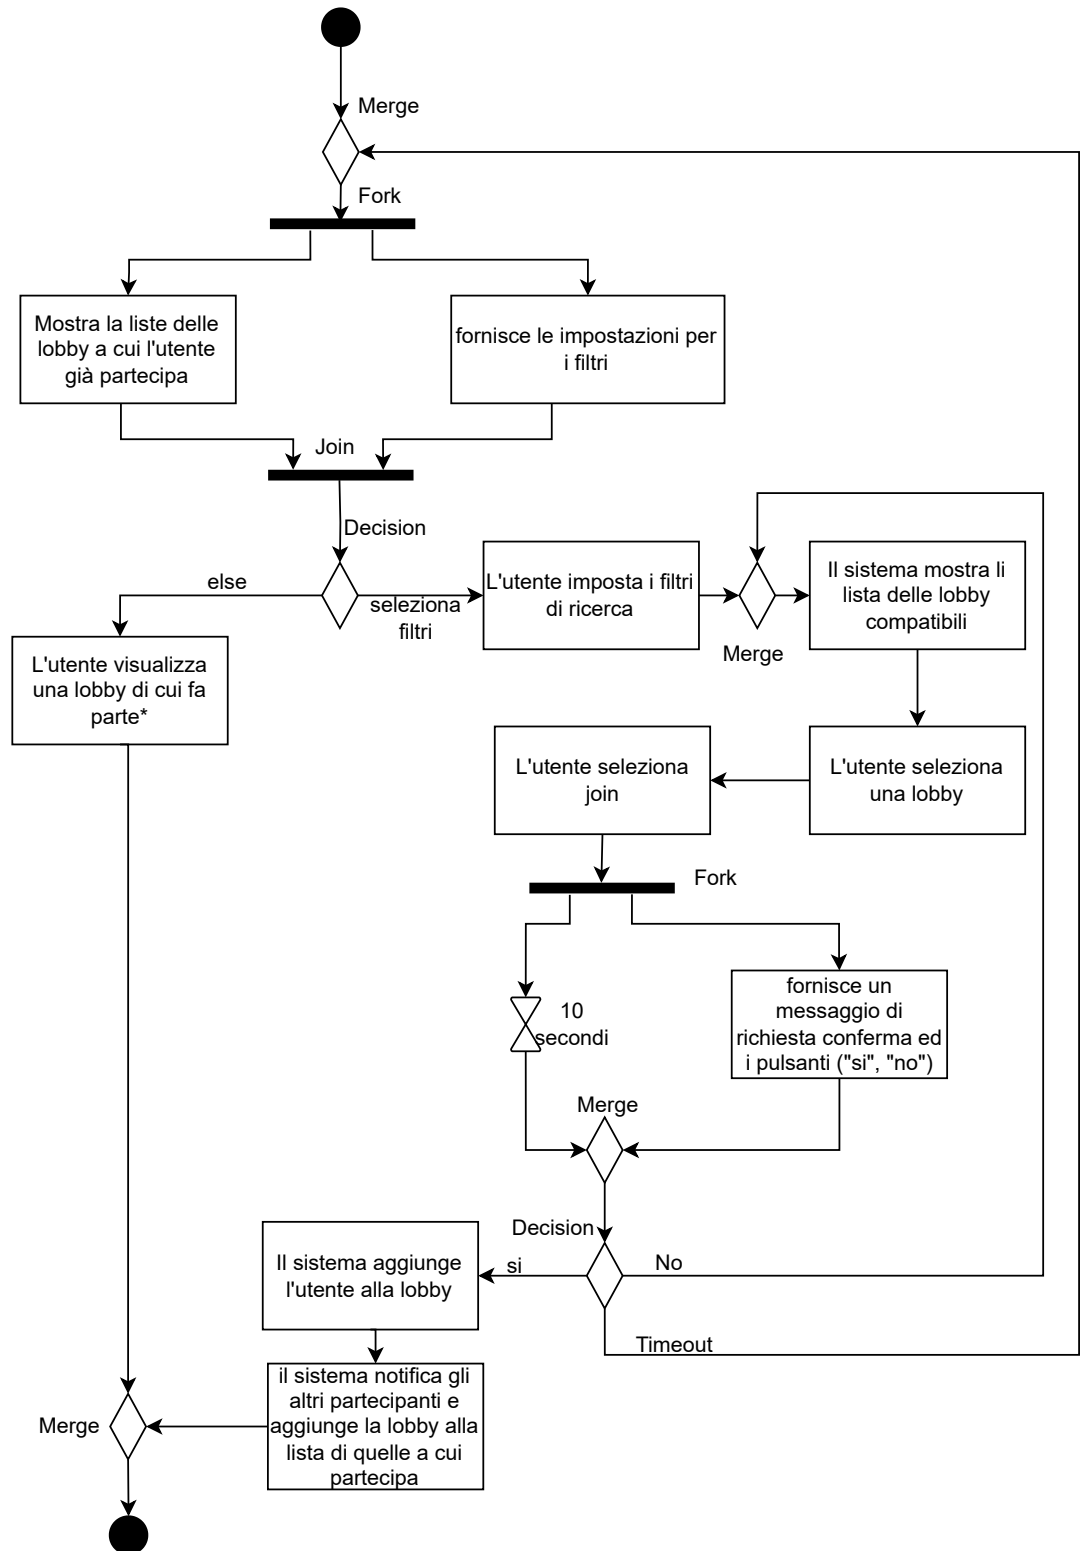 Merge
Fork
Mostra la liste delle
lobby a cui l'utente
già partecipa
fornisce le impostazioni per
i filtri
Join
Decision
else
seleziona
filtri
L'utente imposta i filtri
di ricerca
Merge
Il sistema mostra li
lista delle lobby
compatibili
L'utente visualizza
una lobby di cui fa
parte*
L'utente seleziona
join
L'utente seleziona
una lobby
Fork
10
secondi
fornisce un
messaggio di
richiesta conferma ed
i pulsanti ("si", "no")
Merge
Decision
si
No
Timeout
Il sistema aggiunge
l'utente alla lobby
il sistema notifica gli
altri partecipanti e
aggiunge la lobby alla
lista di quelle a cui
partecipa
Merge